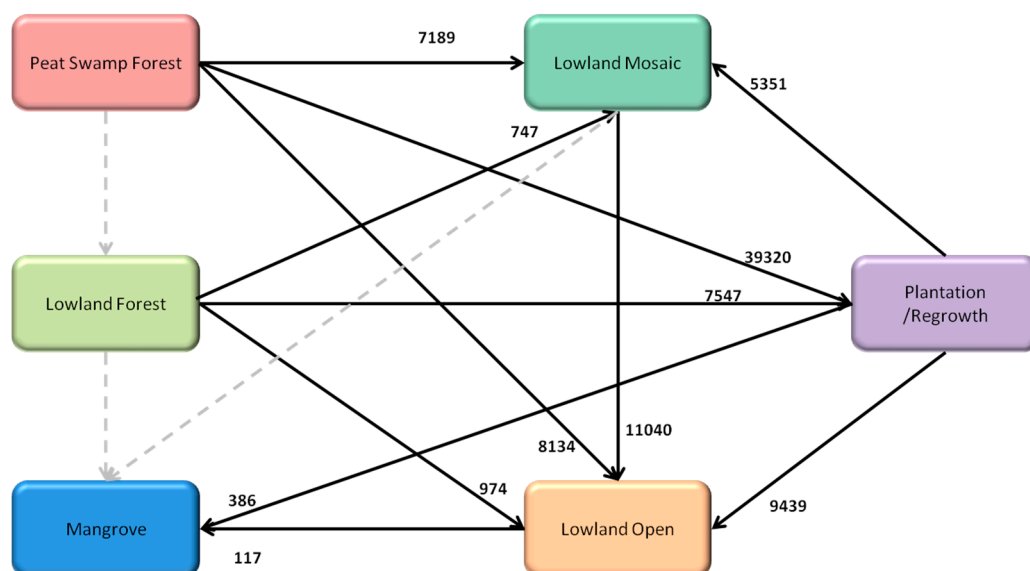 7189
Peat Swamp Forest
Lowland Mosaic
5351
747
39320
7547
Lowland Forest
Plantation
/Regrowth
8134
11040
386
974
9439
Mangrove
Lowland Open
117